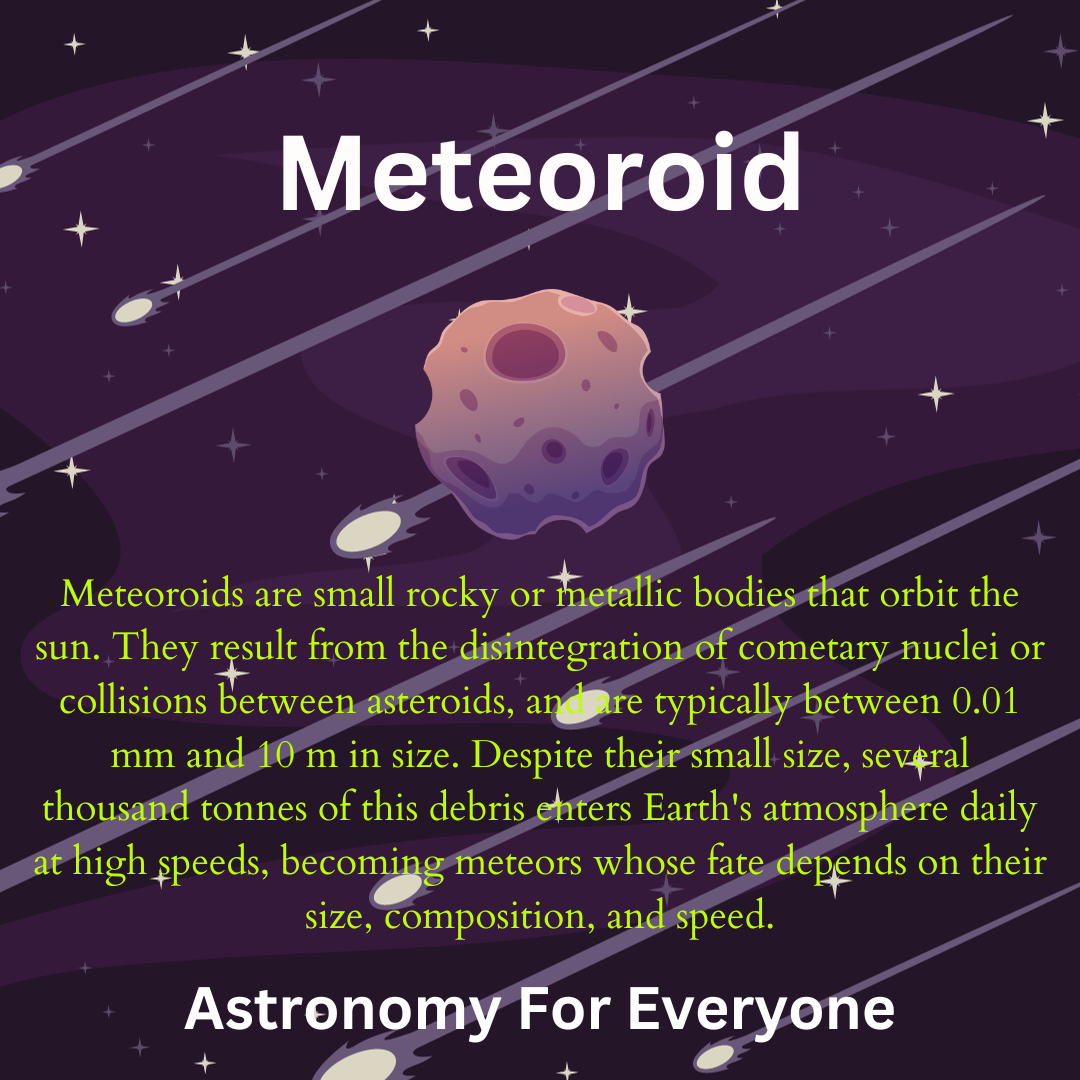 Meteoroid
Meteoroids are small rocky or metallic bodies that orbit the
sun. They result from the disintegration of cometary nuclei or
collisions between asteroids, and are typically between 0.01
mm and 10 m in size. Despite their small size, several
thousand tonnes of this debris enters Earth's atmosphere daily
at high speeds, becoming meteors whose fate depends on their
size, composition, and speed.
Astronomy For Everyone